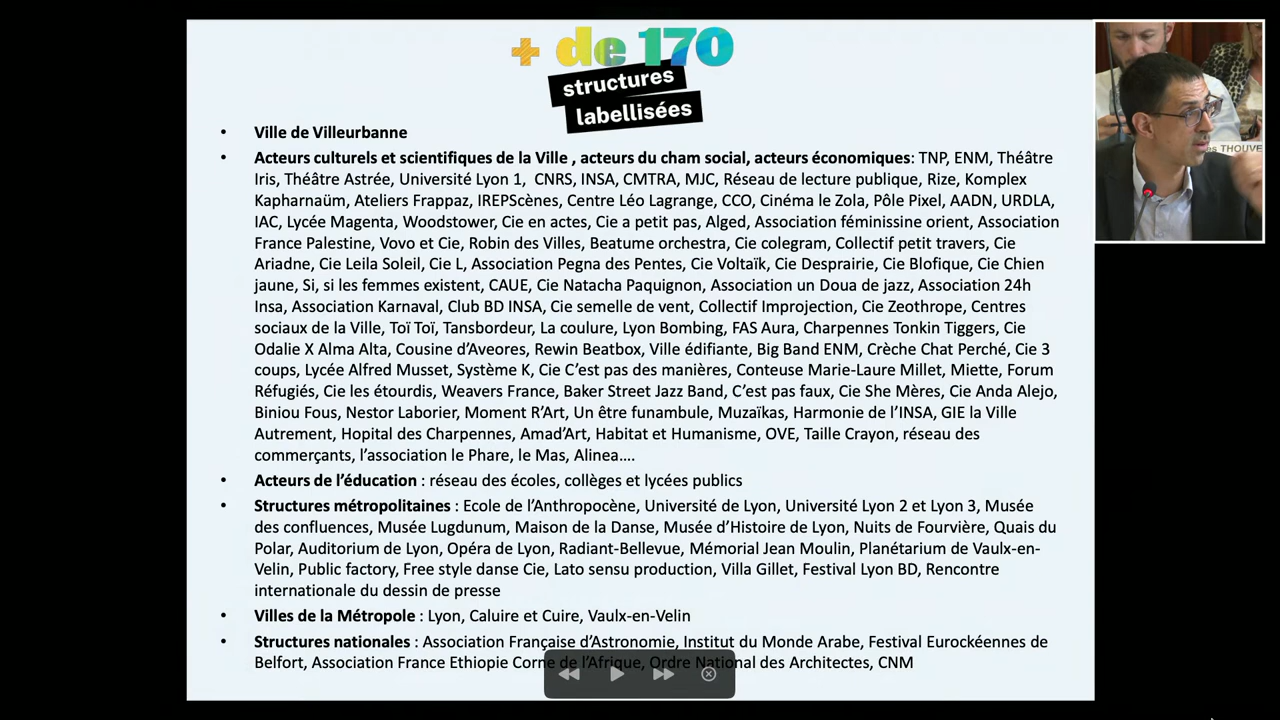 + de 170
structures
labellisées
• Ville de Villeurbanne
• Acteurs culturels et scientifiques de la Ville , acteurs du cham social, acteurs économiques: TNP, ENM, Théâtre
Iris, Théâtre Astrée, Université Lyon 1, CNRS, INSA, CMTRA, MJC, Réseau de lecture publique, Rize, Komplex
Kapharnaüm, Ateliers Frappaz, IREPScènes, Centre Léo Lagrange, CCO, Cinéma le Zola, Pôle Pixel, AADN, URDLA,
IAC, Lycée Magenta, Woodstower, Cie en actes, Cie a petit pas, Alged, Association féminissine orient, Association
France Palestine, Vovo et Cie, Robin des Villes, Beatume orchestra, Cie colegram, Collectif petit travers, Cie
Ariadne, Cie Leila Soleil, Cie L, Association Pegna des Pentes, Cie Voltaïk, Cie Desprairie, Cie Blofique, Cie Chien
jaune, Si, si les femmes existent, CAUE, Cie Natacha Paquignon, Association un Doua de jazz, Association 24h
Insa, Association Karnaval, Club BD INSA, Cie semelle de vent, Collectif Improjection, Cie Zeothrope, Centres
sociaux de la Ville, Toï Toï, Tansbordeur, La coulure, Lyon Bombing, FAS Aura, Charpennes Tonkin Tiggers, Cie
Odalie X Alma Alta, Cousine d’Aveores, Rewin Beatbox, Ville édifiante, Big Band ENM, Crèche Chat Perché, Cie 3
coups, Lycée Alfred Musset, Système K, Cie C’est pas des manières, Conteuse Marie-Laure Millet, Miette, Forum
Réfugiés, Cie les étourdis, Weavers France, Baker Street Jazz Band, C’est pas faux, Cie She Mères, Cie Anda Alejo,
Biniou Fous, Nestor Laborier, Moment R’Art, Un être funambule, Muzaïkas, Harmonie de l’INSA, GIE la Ville
Autrement, Hopital des Charpennes, Amad’Art, Habitat et Humanisme, OVE, Taille Crayon, réseau des
commerçants, l’association le Phare, le Mas, Alinea....
• Acteurs de l’éducation : réseau des écoles, collèges et lycées publics
• Structures métropolitaines : Ecole de l’Anthropocène, Université de Lyon, Université Lyon 2 et Lyon 3, Musée
des confluences, Musée Lugdunum, Maison de la Danse, Musée d’Histoire de Lyon, Nuits de Fourvière, Quais du
Polar, Auditorium de Lyon, Opéra de Lyon, Radiant-Bellevue, Mémorial Jean Moulin, Planétarium de Vaulx-en-
Velin, Public factory, Free style danse Cie, Lato sensu production, Villa Gillet, Festival Lyon BD, Rencontre
internationale du dessin de presse
• Villes de la Métropole : Lyon, Caluire et Cuire, Vaulx-en-Velin
• Structures nationales : Association Française d’Astronomie, Institut du Monde Arabe, Festival Eurockéennes de
Belfort, Association France Ethiopie Corne de l’Afrique, Ordre National des Architectes, CNM
THOUVE